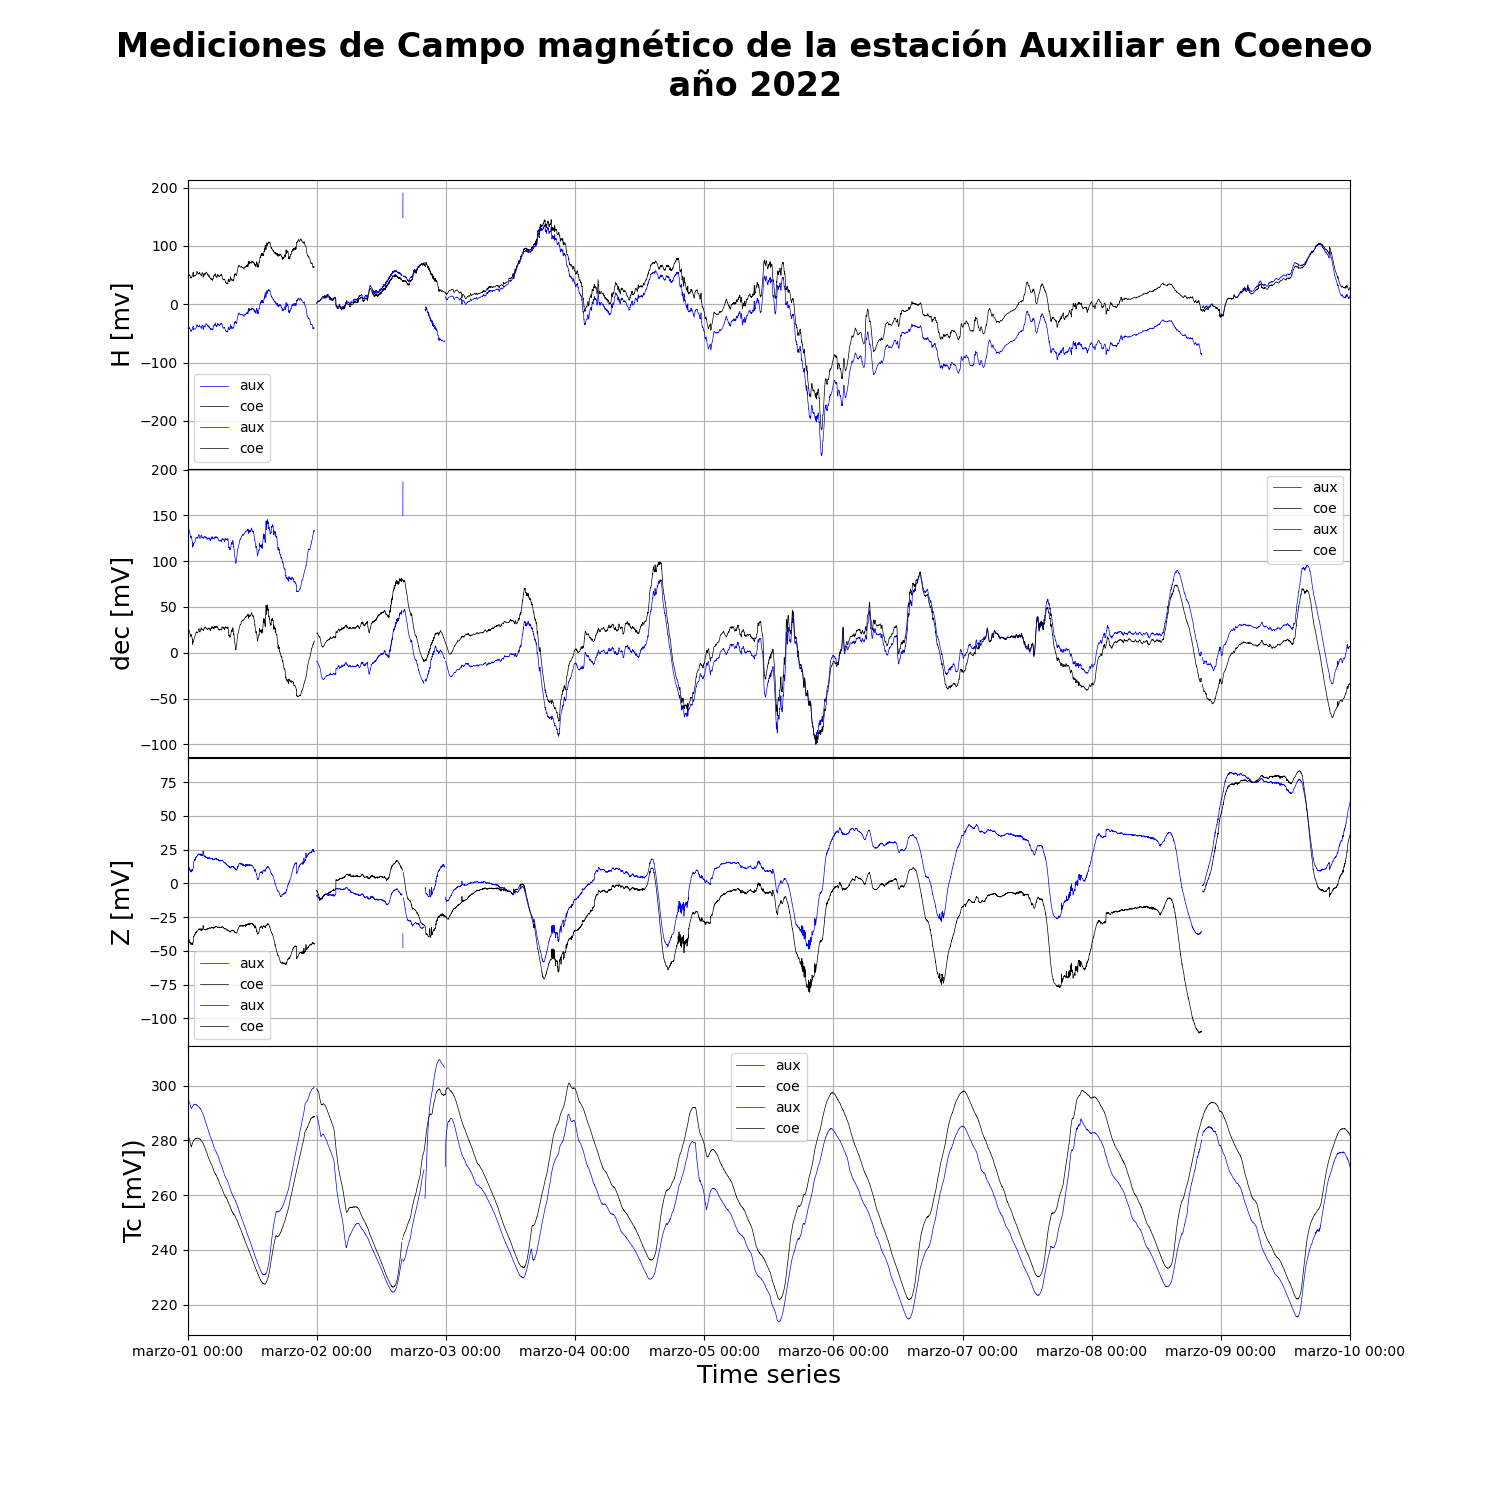 Mediciones de Campo magnético de la estación Auxiliar en Coeneo
año 2022
H [mv]
200
100
0
−100
−200
aux
coe
aux
coe
dec [mV]
200
150
100
50
0
−50
−100
aux
coe
aux
coe
Z [mV]
75
50
25
0
−25
−50
−75
−100
aux
coe
aux
coe
Tc [mV])
300
280
260
240
220
aux
coe
aux
coe
marzo-01 00:00 marzo-02 00:00 marzo-03 00:00 marzo-04 00:00 marzo-05 00:00 marzo-06 00:00 marzo-07 00:00 marzo-08 00:00 marzo-09 00:00 marzo-10 00:00
Time series